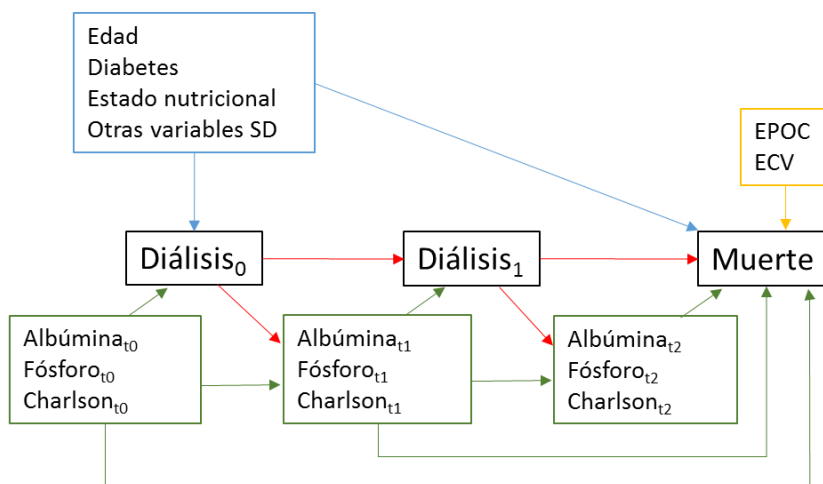 Edad
Diabetes
Estado nutricional
Otras variables SD
EPOC
ECV
Diálisis0
Diálisis1
Muerte
Albúminat0
Fósforot0
Charlsont0
Albúminat1
Fósforot1
Charlsont1
Albúminat2
Fósforot2
Charlsont2